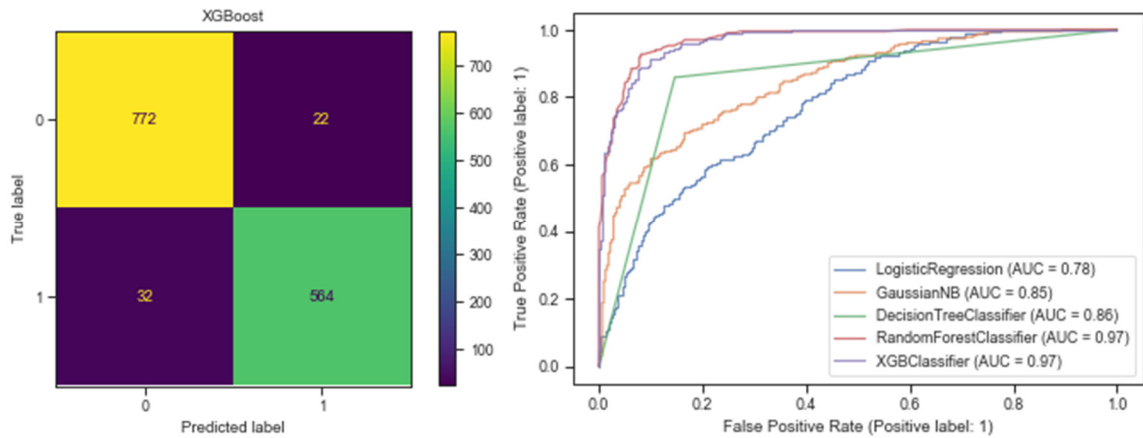 XGBoost
True label
0
1
772
22
32
564
0
1
Predicted label
700
600
500
400
300
200
100
True Positive Rate (Positive label: 1)
1.0
0.8
0.6
0.4
0.2
0.0
LogisticRegression (AUC = 0.78)
GaussianNB (AUC = 0.85)
DecisionTreeClassifier (AUC = 0.86)
RandomForestClassifier (AUC = 0.97)
XGBClassifier (AUC = 0.97)
0.0
0.2
0.4
0.6
0.8
1.0
False Positive Rate (Positive label: 1)